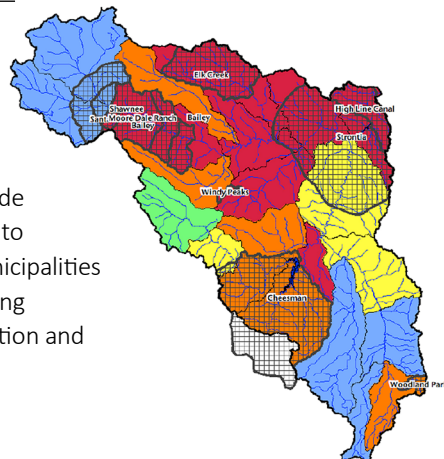 Elk Creek
High Line Canal
Shawnee
Moore Dale Ranch
Bailey
Bailey
Strontia
Windy Peaks
de
to
nicipalities
ng
tion and
Cheesman
Woodland Par